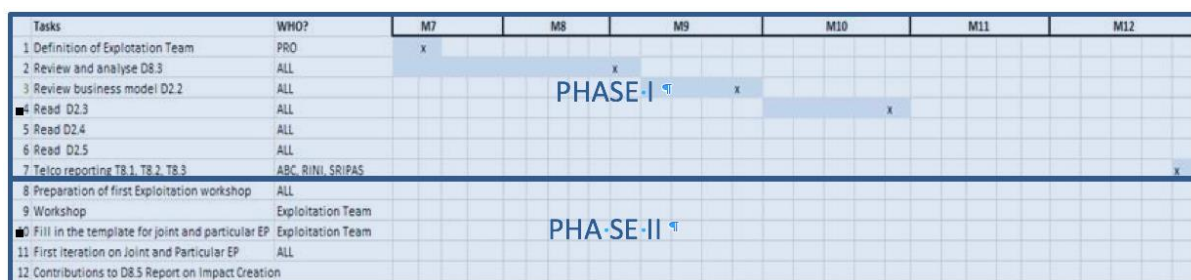 Tasks WHO? M7 M8 M9 M10 M11 M12
1 Definition of Explotation Team PRO x
2 Review and analyse D8.3 ALL x
3 Review business model D2.2 ALL x
PHASE·I ¶
4 Read D2.3 ALL x
5 Read D2.4 ALL
6 Read D2.5 ALL
7 Telco reporting T8.1, T8.2, T8.3 ABC, RINI, SRIPAS x
8 Preparation of first Exploitation workshop ALL
9 Workshop Exploitation Team
10 Fill in the template for joint and particular EP Exploitation Team
PHA·SE·II ¶
11 First iteration on Joint and Particular EP ALL
12 Contributions to D8.5 Report on Impact Creation